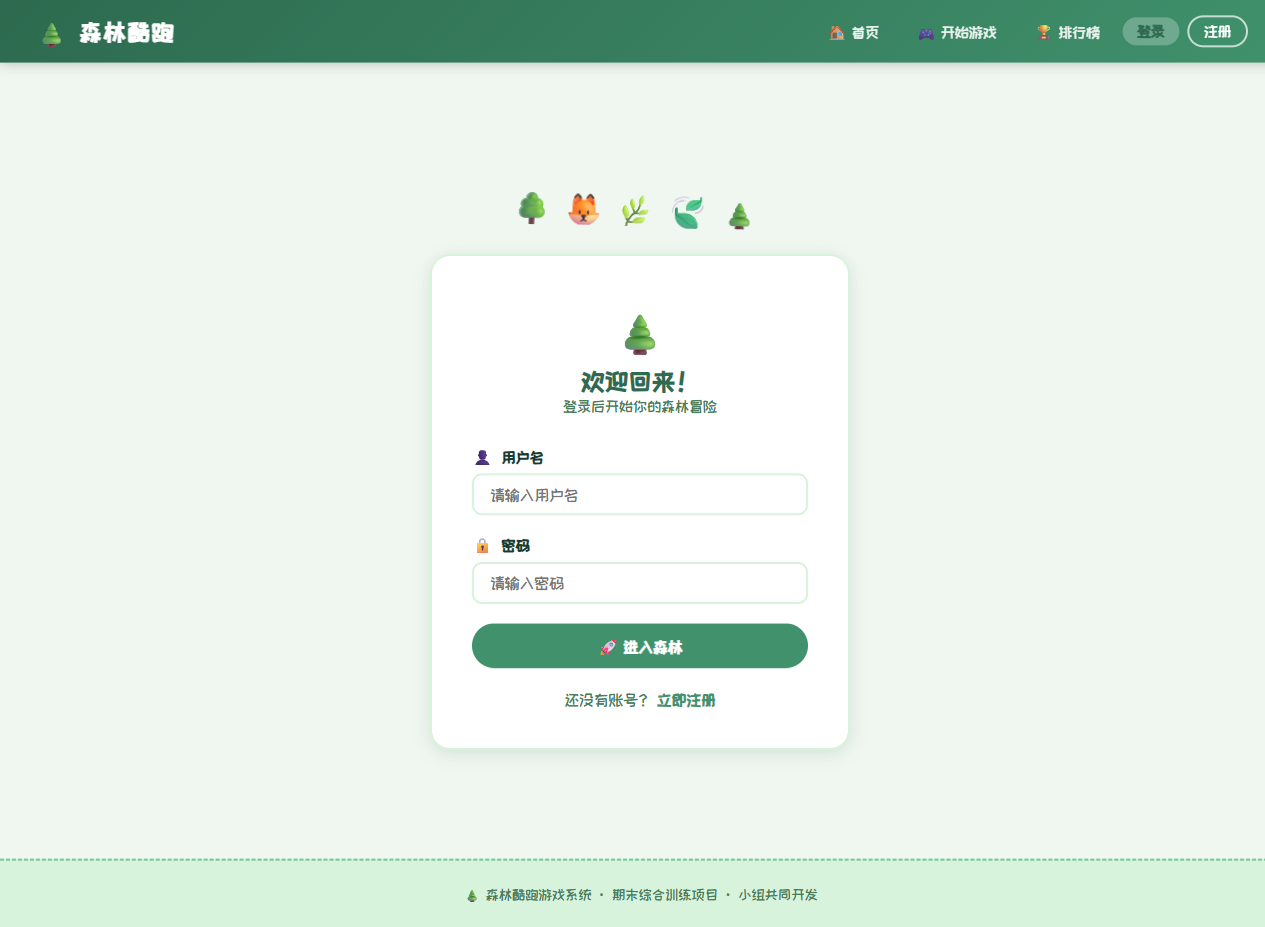 森林酷跑
首页
开始游戏
排行榜
登录
注册
欢迎回来！
登录后开始你的森林冒险
用户名
请输入用户名
密码
请输入密码
进入森林
还没有账号？ 立即注册
森林酷跑游戏系统 · 期末综合训练项目 · 小组共同开发